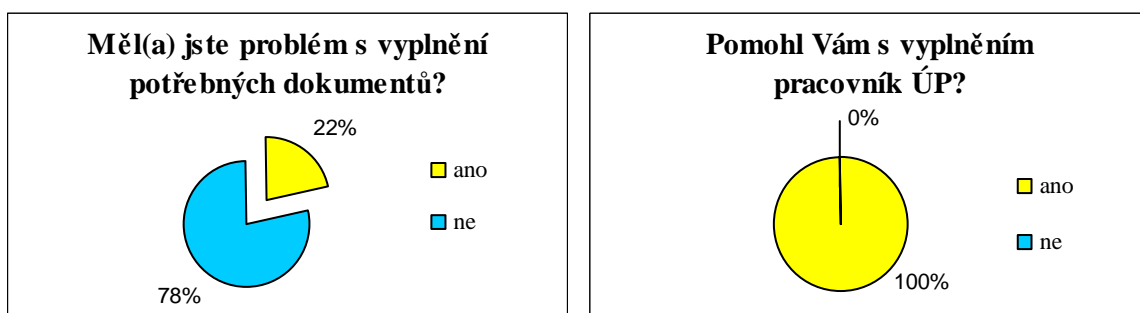 Měl(a) jste problém s vyplnění
potřebných dokumentů?
22%
ano
ne
78%
Pomohl Vám s vyplněním
pracovník ÚP?
0%
ano
ne
100%